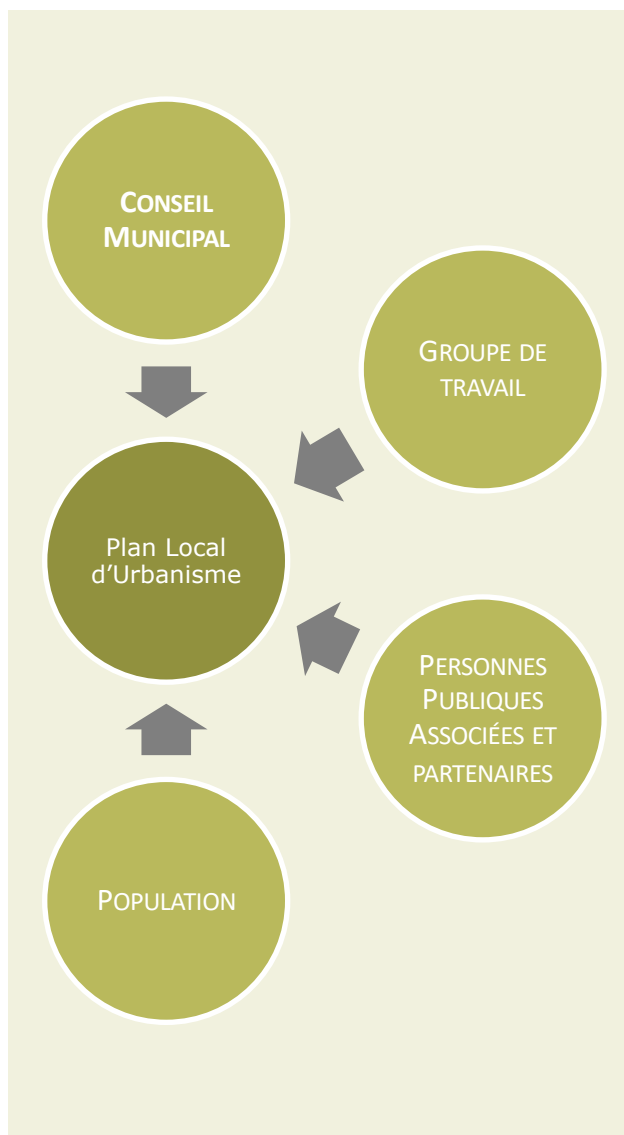 CONSEIL
MUNICIPAL
GROUPE DE
TRAVAIL
Plan Local
d'Urbanisme
PERSONNES
PUBLIQUES
ASSOCIÉES ET
PARTENAIRES
POPULATION